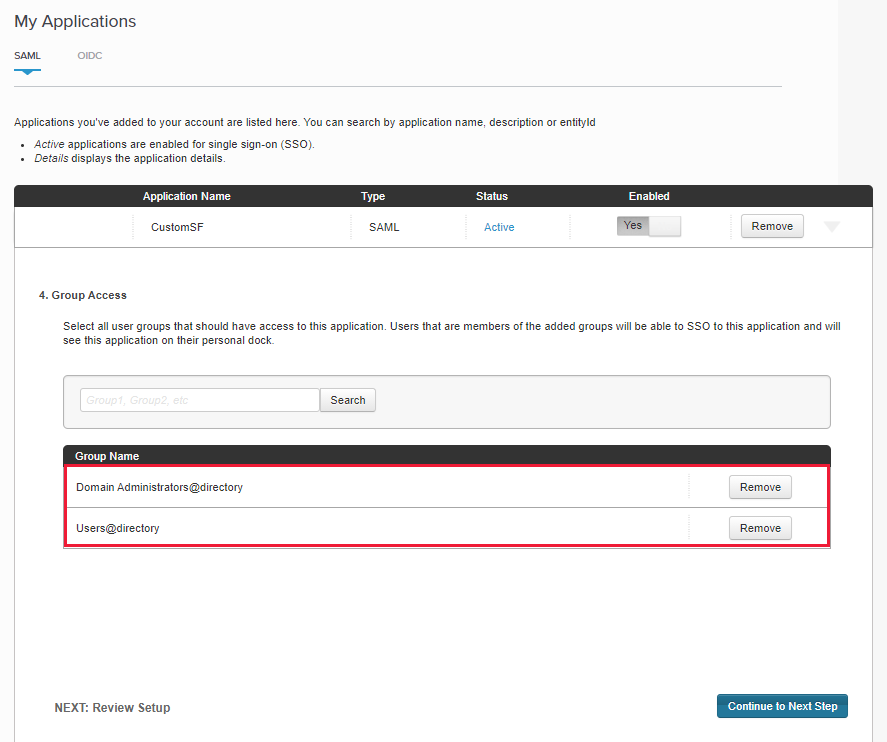 My Applications
SAML OIDC
Applications you've added to your account are listed here. You can search by application name, description or entityId
• Active applications are enabled for single sign-on (SSO).
• Details displays the application details.
Application Name Type Status Enabled
CustomSF SAML Active Yes Remove
4. Group Access
Select all user groups that should have access to this application. Users that are members of the added groups will be able to SSO to this application and will
see this application on their personal dock.
Group1, Group2, etc Search
Group Name
Domain Administrators@directory Remove
Users@directory Remove
NEXT: Review Setup Continue to Next Step